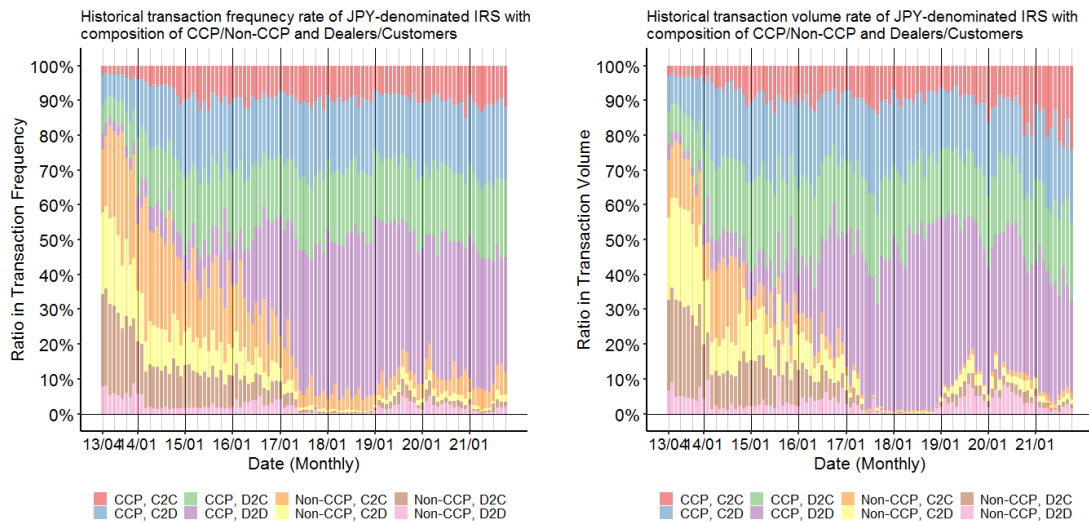 Historical transaction frequnecy rate of JPY-denominated IRS with
composition of CCP/Non-CCP and Dealers/Customers
Ratio in Transaction Frequency
100%
90%
80%
70%
60%
50%
40%
30%
20%
10%
0%
13/04 14/01 15/01 16/01 17/01 18/01 19/01 20/01 21/01
Date (Monthly)
CCP, C2C CCP, D2C Non-CCP, C2C Non-CCP, D2C
CCP, C2D CCP, D2D Non-CCP, C2D Non-CCP, D2D
Historical transaction volume rate of JPY-denominated IRS with
composition of CCP/Non-CCP and Dealers/Customers
Ratio in Transaction Volume
100%
90%
80%
70%
60%
50%
40%
30%
20%
10%
0%
13/04 14/01 15/01 16/01 17/01 18/01 19/01 20/01 21/01
Date (Monthly)
CCP, C2C CCP, D2C Non-CCP, C2C Non-CCP, D2C
CCP, C2D CCP, D2D Non-CCP, C2D Non-CCP, D2D